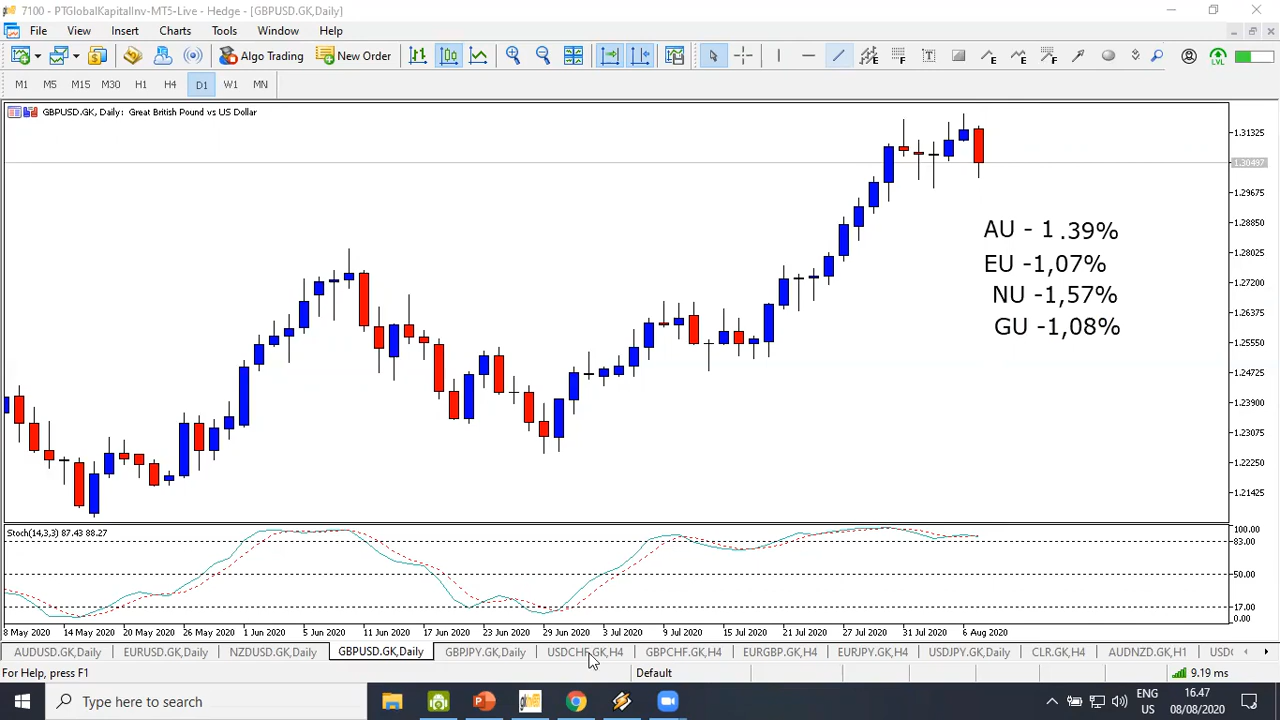 7100 - PTGlobalKapitalInv-MT5-Live - Hedge - [GBPUSD.GK,Daily]
File View Insert Charts Tools Window Help
Algo Trading New Order
M1 M5 M15 M30 H1 H4 D1 W1 MN
GBPUSD.GK, Daily: Great British Pound vs US Dollar
1.31325
1.30497
1.29675
1.28850
1.28025
1.27200
1.26375
1.25550
1.24725
1.23900
1.23075
1.22250
1.21425
AU - 1 .39%
EU -1,07%
NU -1,57%
GU -1,08%
Stoch(14,3,3) 87.43 88.27
100.00
83.00
50.00
17.00
0.00
8 May 2020 14 May 2020 20 May 2020 26 May 2020 1 Jun 2020 5 Jun 2020 11 Jun 2020 17 Jun 2020 23 Jun 2020 29 Jun 2020 3 Jul 2020 9 Jul 2020 15 Jul 2020 21 Jul 2020 27 Jul 2020 31 Jul 2020 6 Aug 2020
AUDUSD.GK,Daily EURUSD.GK,Daily NZDUSD.GK,Daily GBPUSD.GK,Daily GBPJPY.GK,Daily USDCHF.GK,H4 GBPCHF.GK,H4 EURGBP.GK,H4 EURJPY.GK,H4 USDJPY.GK,Daily CLR.GK,H4 AUDNZD.GK,H1
For Help, press F1 Default 9.19 ms
Type here to search
ENG 16.47
US 08/08/2020